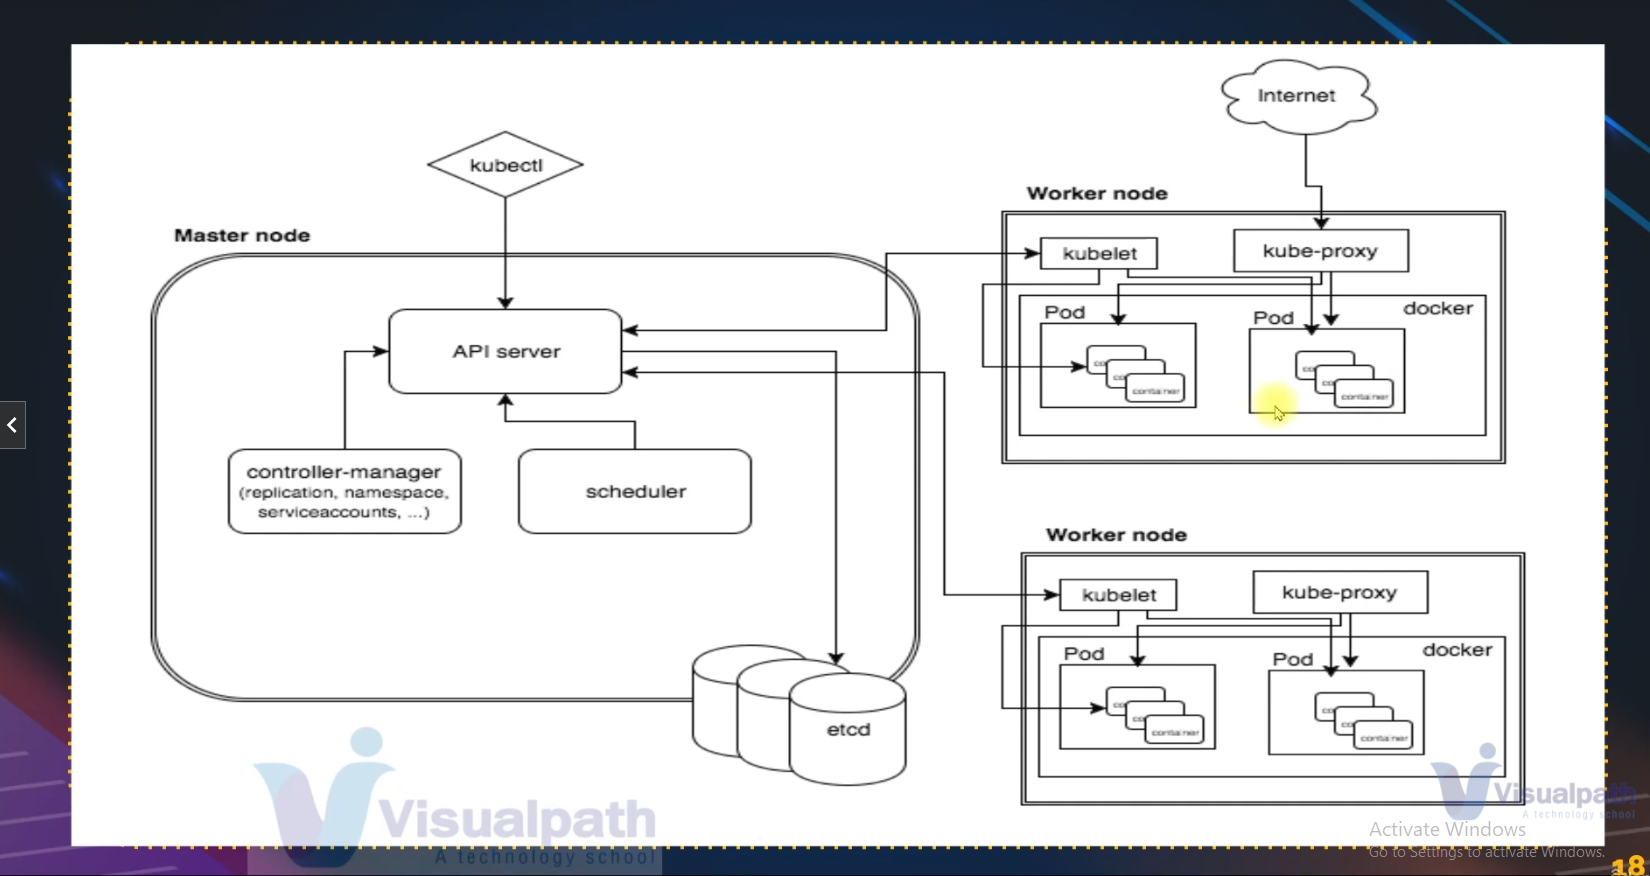 Internet
kubectl
Worker node
Master node
kubelet
kube-proxy
Pod
Pod
docker
API server
container
container
controller-manager
(replication, namespace,
serviceaccounts, ...)
scheduler
Worker node
kubelet
kube-proxy
Pod
Pod
docker
container
container
etcd
Visualpath
A technology school
Visualpath
A technology school
Activate Windows
Go to Settings to activate Windows.
18